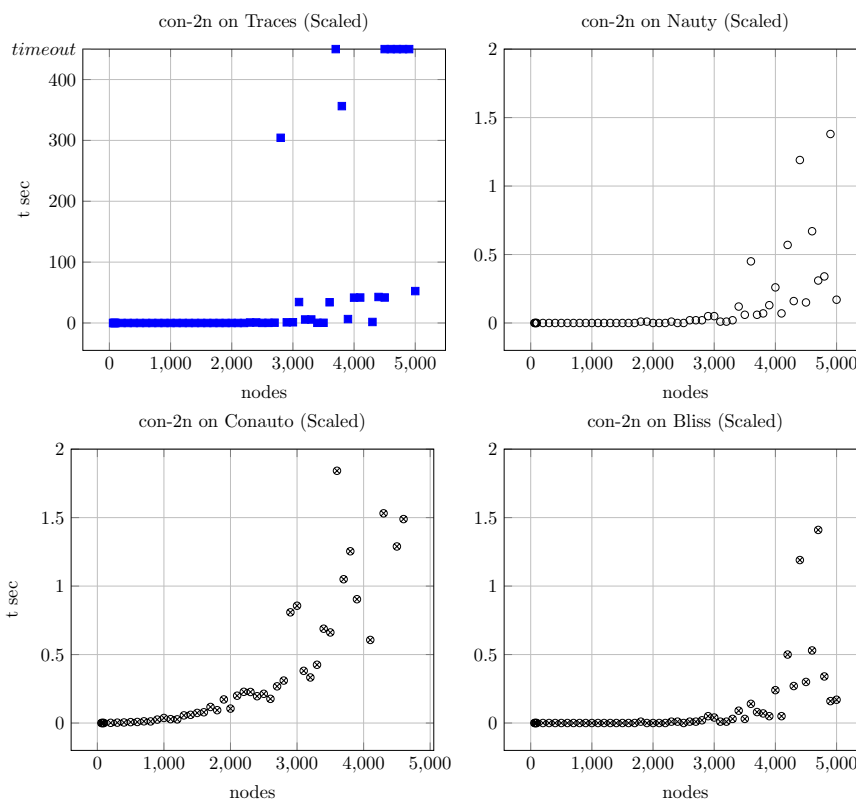 con-2n on Traces (Scaled)
timeout
400
300
200
100
0
t sec
0 1,000 2,000 3,000 4,000 5,000
nodes
con-2n on Nauty (Scaled)
2
1.5
1
0.5
0
0 1,000 2,000 3,000 4,000 5,000
nodes
con-2n on Conauto (Scaled)
2
1.5
1
0.5
0
t sec
0 1,000 2,000 3,000 4,000 5,000
nodes
con-2n on Bliss (Scaled)
2
1.5
1
0.5
0
0 1,000 2,000 3,000 4,000 5,000
nodes